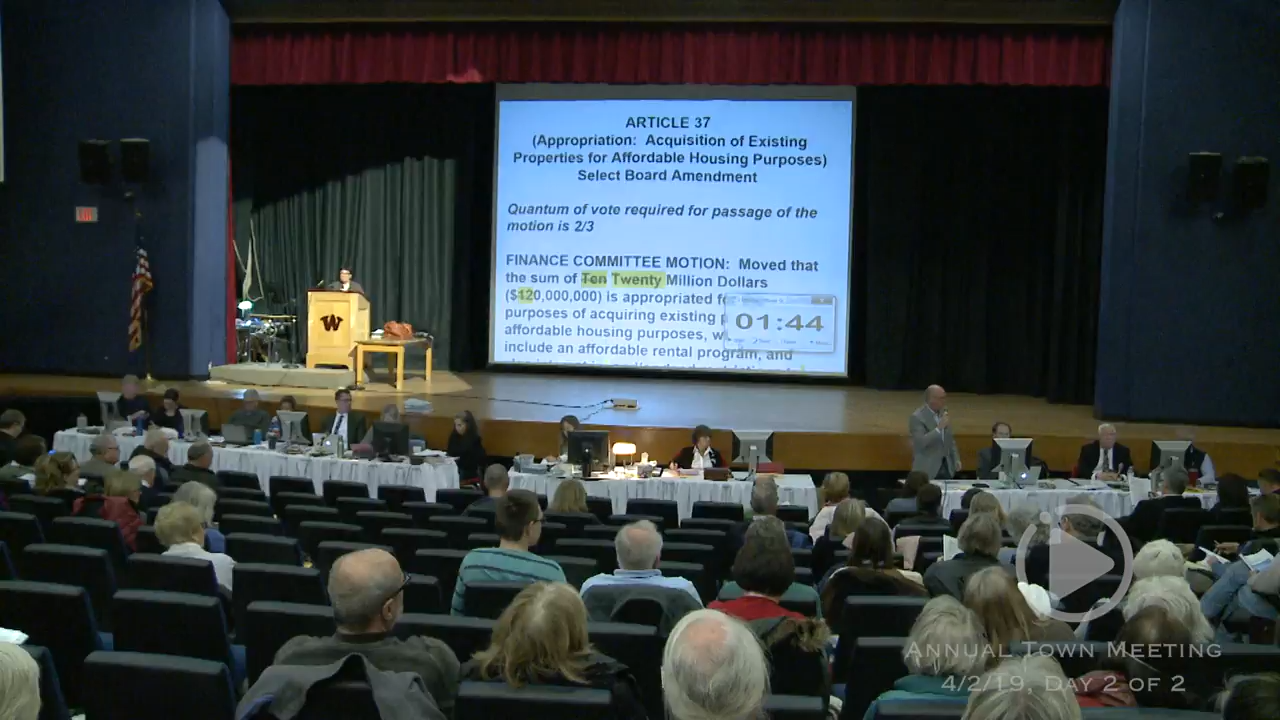 ARTICLE 37
(Appropriation: Acquisition of Existing
Properties for Affordable Housing Purposes)
Select Board Amendment
Quantum of vote required for passage of the
motion is 2/3
FINANCE COMMITTEE MOTION: Moved that
the sum of Ten Twenty Million Dollars
($120,000,000) is appropriated
purposes of acquiring existing
affordable housing purposes,
include an affordable rental program, and
01:44
W
ANNUAL TOWN MEETING
4/2/19, DAY 2 OF 2